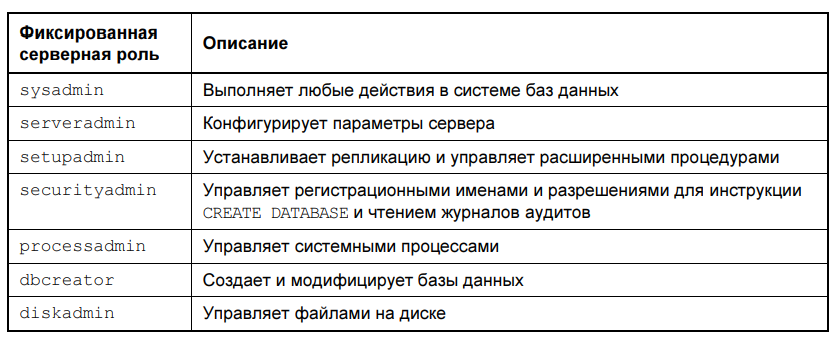 Фиксированная
серверная роль
Описание
sysadmin
Выполняет любые действия в системе баз данных
serveradmin
Конфигурирует параметры сервера
setupadmin
Устанавливает репликацию и управляет расширенными процедурами
securityadmin
Управляет регистрационными именами и разрешениями для инструкции
CREATE DATABASE и чтением журналов аудитов
processadmin
Управляет системными процессами
dbcreator
Создает и модифицирует базы данных
diskadmin
Управляет файлами на диске